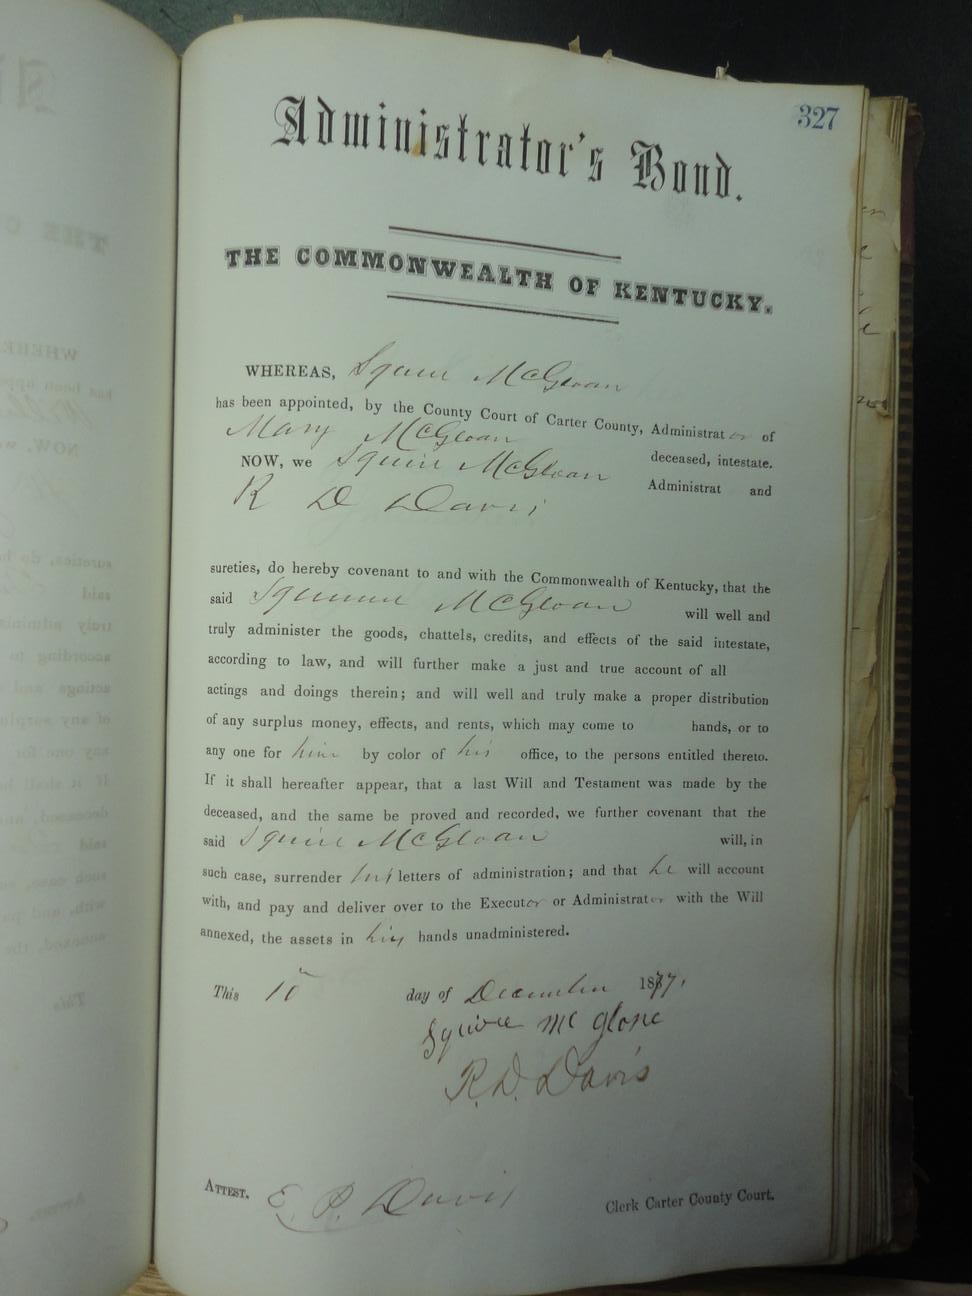 327
Administrator's Bond.
THE COMMONWEALTH OF KENTUCKY.
WHEREAS, Squire McGloan
has been appointed, by the County Court of Carter County, Administrator of
Mary McGloan deceased, intestate.
NOW, we Squire McGloan Administrat and
R D Davis
sureties, do hereby covenant to and with the Commonwealth of Kentucky, that the
said Squire McGloan will well and
truly administer the goods, chattels, credits, and effects of the said intestate,
according to law, and will further make a just and true account of all
actings and doings therein; and will well and truly make a proper distribution
of any surplus money, effects, and rents, which may come to hands, or to
any one for him by color of his office, to the persons entitled thereto.
If it shall hereafter appear, that a last Will and Testament was made by the
deceased, and the same be proved and recorded, we further covenant that the
said Squire McGloan will, in
such case, surrender his letters of administration; and that he will account
with, and pay and deliver over to the Executor or Administrator with the Will
annexed, the assets in his hands unadministered.
This 10 day of December 1877.
Squire Mc Glone
R. D. Davis
ATTEST. Davis Clerk Carter County Court.